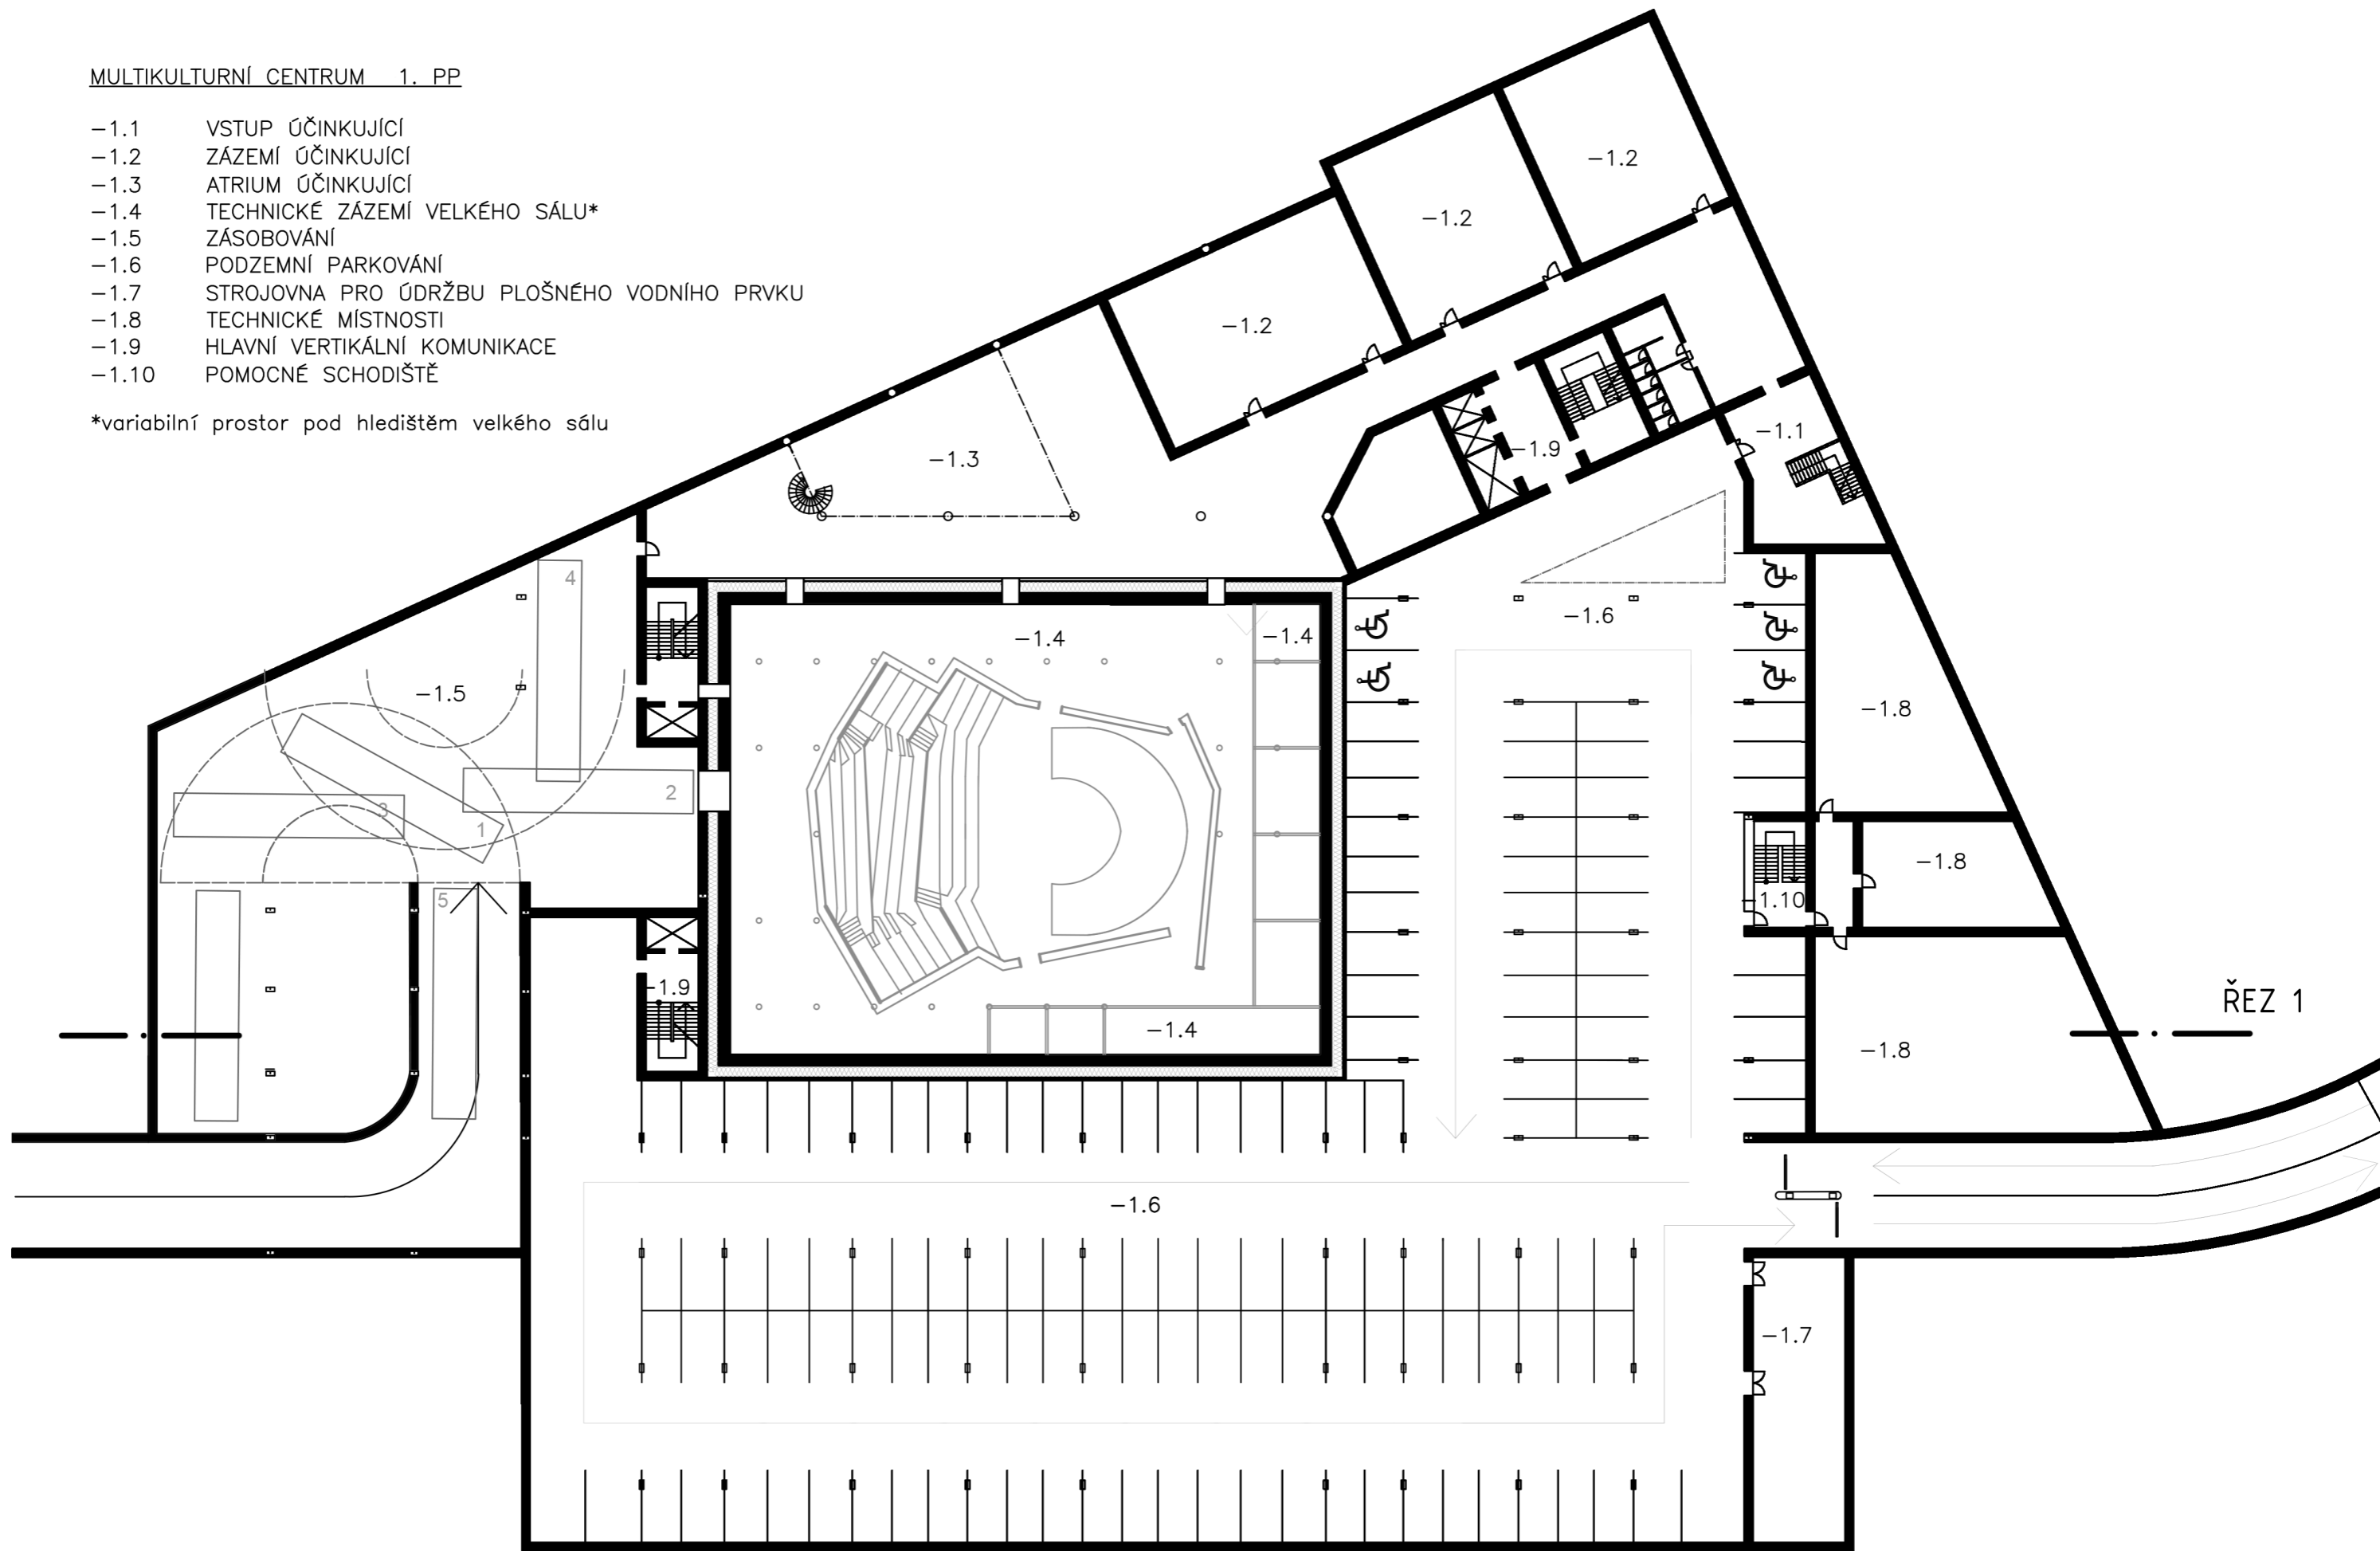 MULTIKULTURNÍ CENTRUM 1. PP
−1.1 VSTUP ÚČINKUJÍCÍ
−1.2 ZÁZEMÍ ÚČINKUJÍCÍ
−1.3 ATRIUM ÚČINKUJÍCÍ
−1.4 TECHNICKÉ ZÁZEMÍ VELKÉHO SÁLU*
−1.5 ZÁSOBOVÁNÍ
−1.6 PODZEMNÍ PARKOVÁNÍ
−1.7 STROJOVNA PRO ÚDRŽBU PLOŠNÉHO VODNÍHO PRVKU
−1.8 TECHNICKÉ MÍSTNOSTI
−1.9 HLAVNÍ VERTIKÁLNÍ KOMUNIKACE
−1.10 POMOCNÉ SCHODIŠTĚ
*variabilní prostor pod hledištěm velkého sálu
−1.2
−1.2
−1.2
−1.1
−1.9
−1.3
4
−1.6
−1.4
−1.4
−1.5
−1.8
2
3
1
−1.8
5
−1.10
−1.9
ŘEZ 1
−1.4
−1.8
−1.6
−1.7